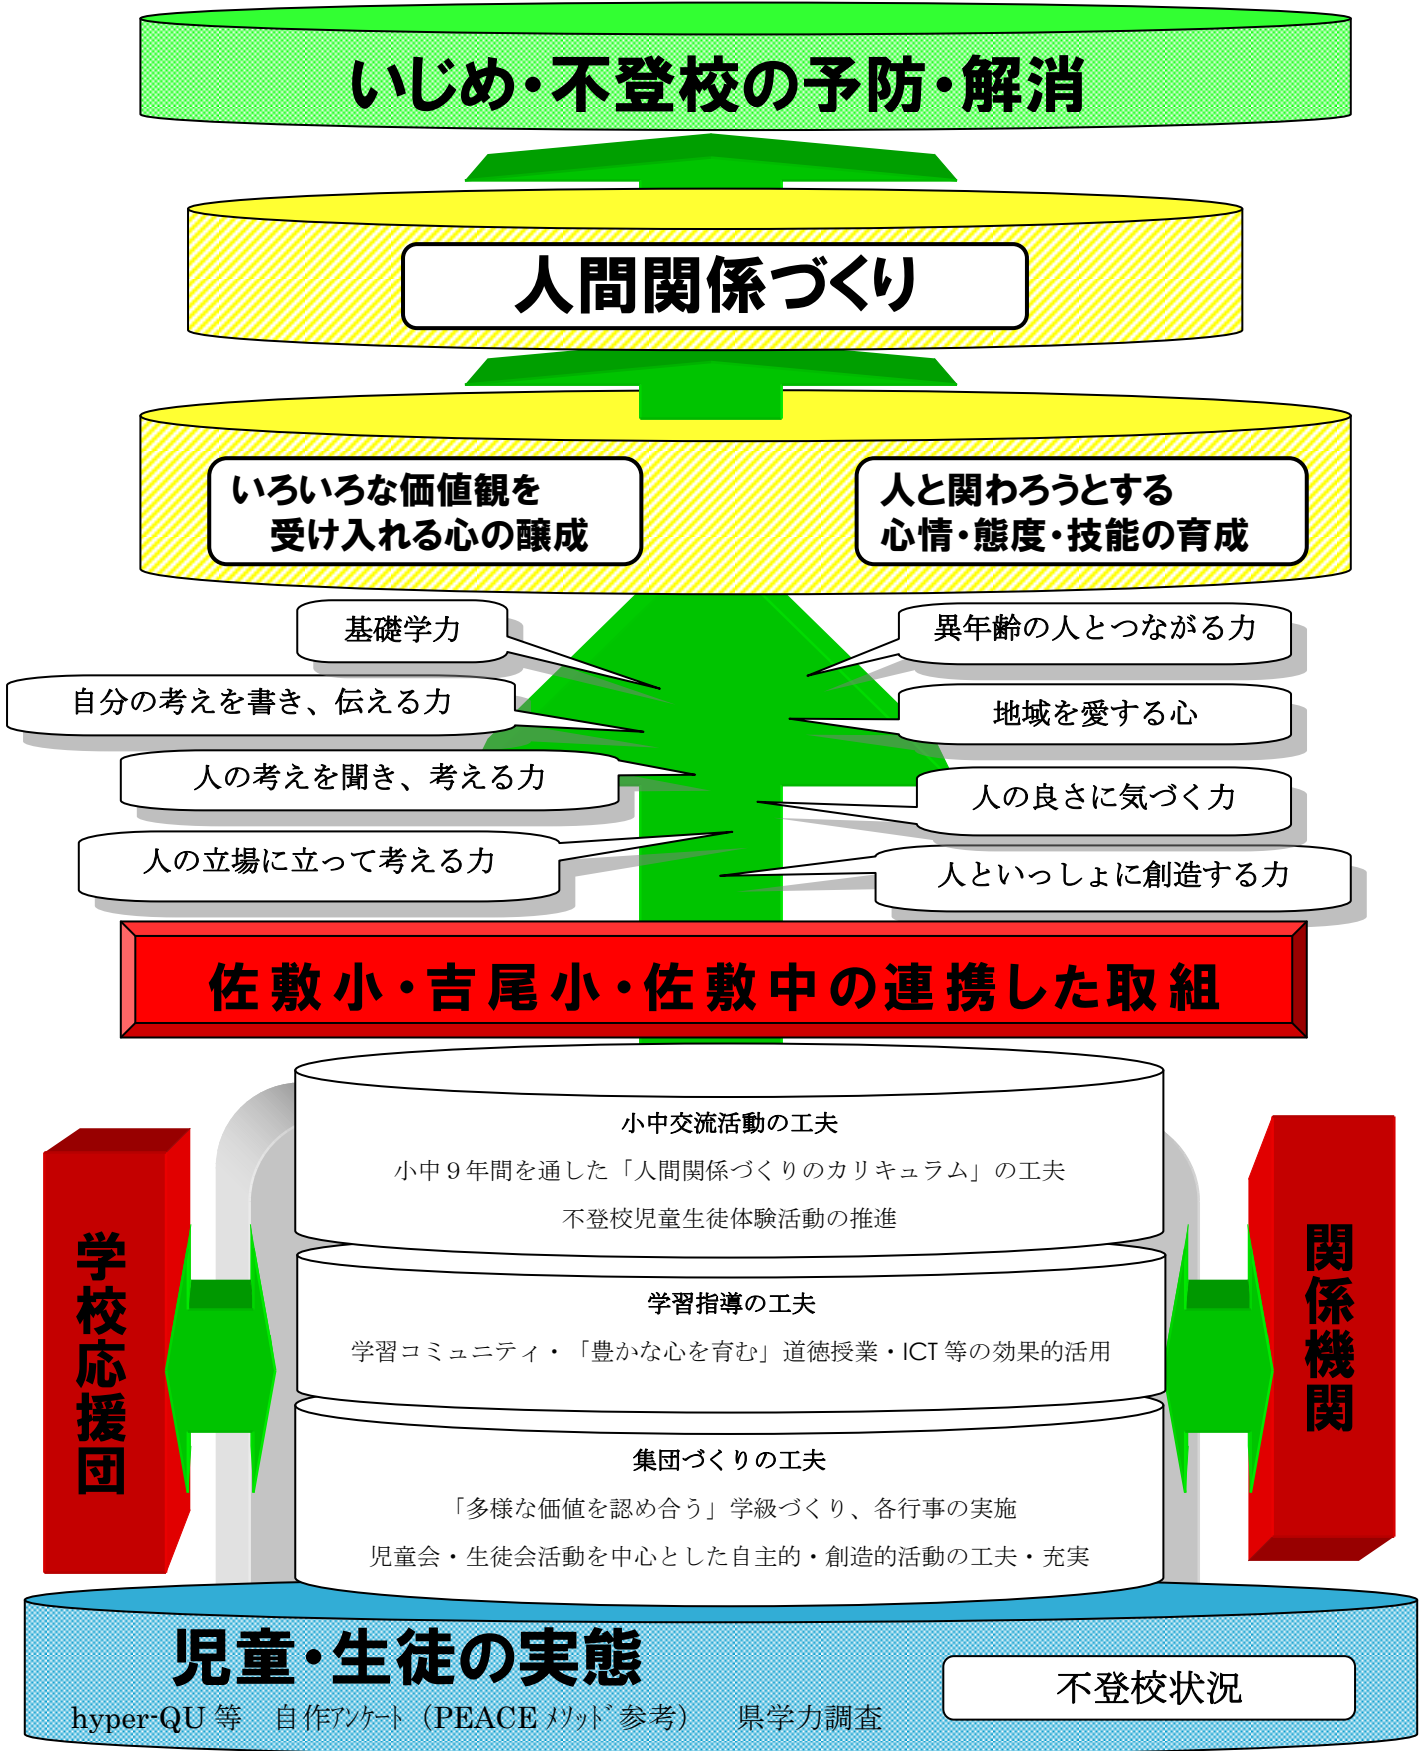 いじめ・不登校の予防・解消
人間関係づくり
いろいろな価値観を
受け入れる心の醸成
人と関わろうとする
心情・態度・技能の育成
基礎学力
異年齢の人とつながる力
自分の考えを書き、伝える力
地域を愛する心
人の考えを聞き、考える力
人の良さに気づく力
人の立場に立って考える力
人といっしょに創造する力
佐敷小・吉尾小・佐敷中の連携した取組
小中交流活動の工夫
小中９年間を通した「人間関係づくりのカリキュラム」の工夫
不登校児童生徒体験活動の推進
学校応援団
関係機関
学習指導の工夫
学習コミュニティ・「豊かな心を育む」道徳授業・ICT 等の効果的活用
集団づくりの工夫
「多様な価値を認め合う」学級づくり、各行事の実施
児童会・生徒会活動を中心とした自主的・創造的活動の工夫・充実
児童・生徒の実態
不登校状況
hyper-QU 等　自作ｱﾝｹｰﾄ（PEACE ﾒｿｯﾄﾞ参考）　県学力調査